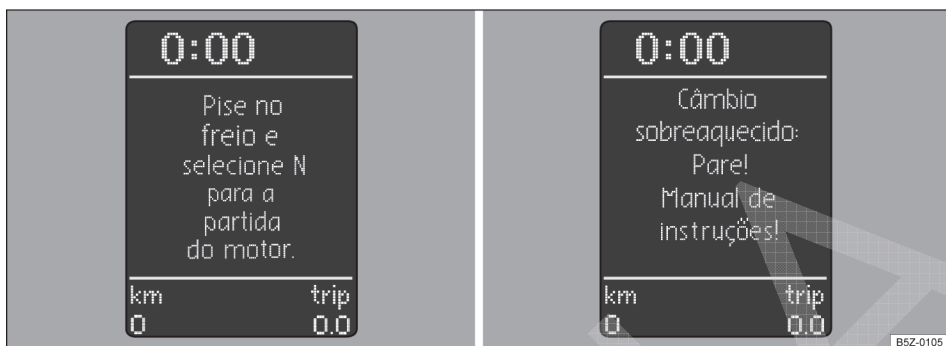 0:00
Pise no
freio e
selecione N
para a
partida
do motor.
km trip
0 0.0
0:00
Câmbio
sobreaquecido:
Pare!
Manual de
instruções!
km trip
0 0.0
B5Z-0105